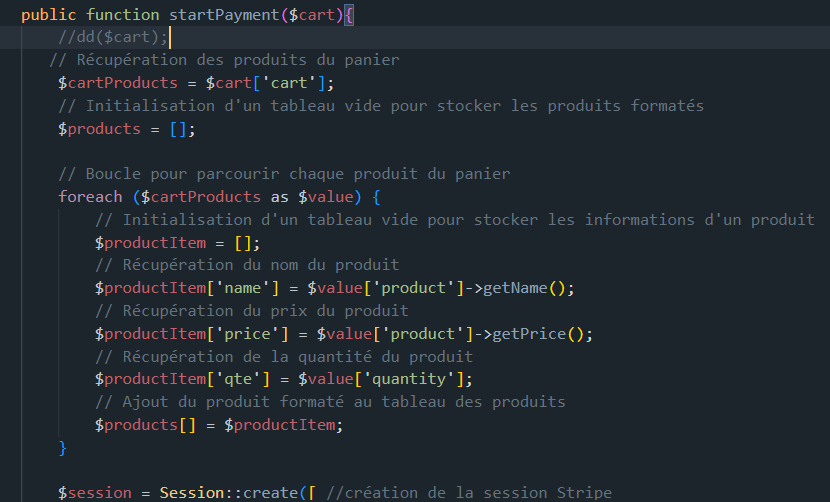 public function startPayment($cart){
//dd($cart);
// Récupération des produits du panier
$cartProducts = $cart['cart'];
// Initialisation d'un tableau vide pour stocker les produits formatés
$products = [];
// Boucle pour parcourir chaque produit du panier
foreach ($cartProducts as $value) {
// Initialisation d'un tableau vide pour stocker les informations d'un produit
$productItem = [];
// Récupération du nom du produit
$productItem['name'] = $value['product']->getName();
// Récupération du prix du produit
$productItem['price'] = $value['product']->getPrice();
// Récupération de la quantité du produit
$productItem['qte'] = $value['quantity'];
// Ajout du produit formaté au tableau des produits
$products[] = $productItem;
}
$session = Session::create([ //création de la session Stripe